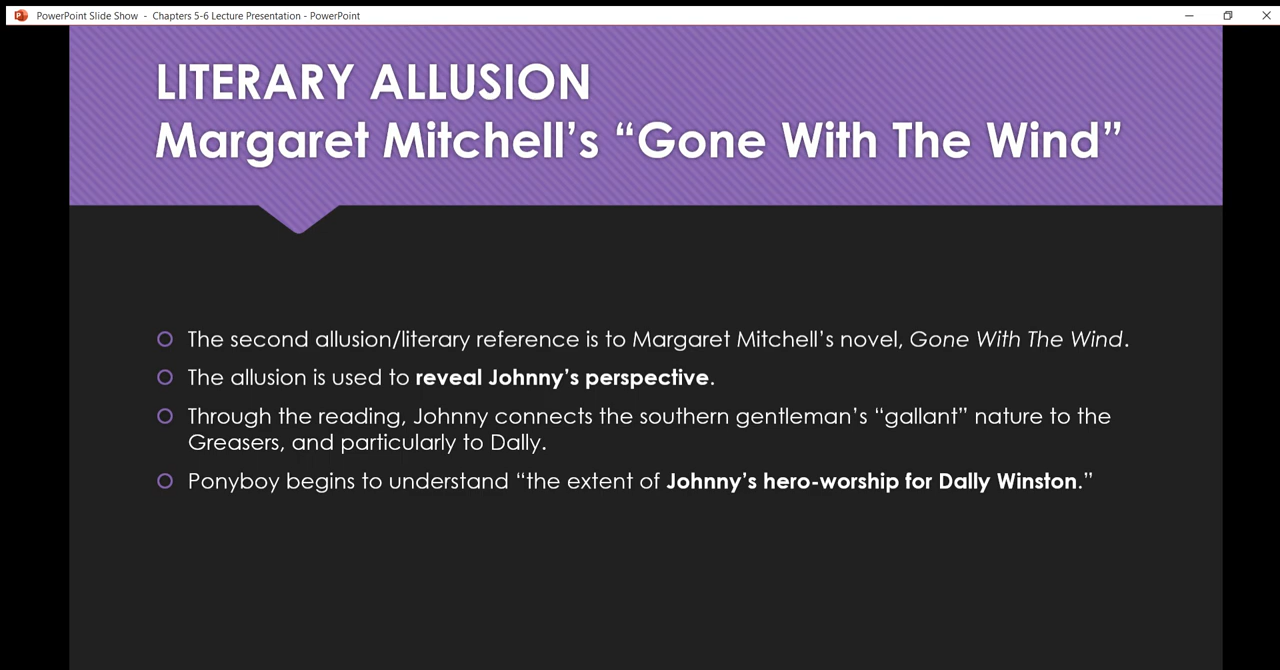 PowerPoint Slide Show - Chapters 5-6 Lecture Presentation - PowerPoint
LITERARY ALLUSION
Margaret Mitchell’s “Gone With The Wind”
The second allusion/literary reference is to Margaret Mitchell’s novel, Gone With The Wind.
The allusion is used to reveal Johnny’s perspective.
Through the reading, Johnny connects the southern gentleman’s “gallant” nature to the
Greasers, and particularly to Dally.
Ponyboy begins to understand “the extent of Johnny’s hero-worship for Dally Winston.”